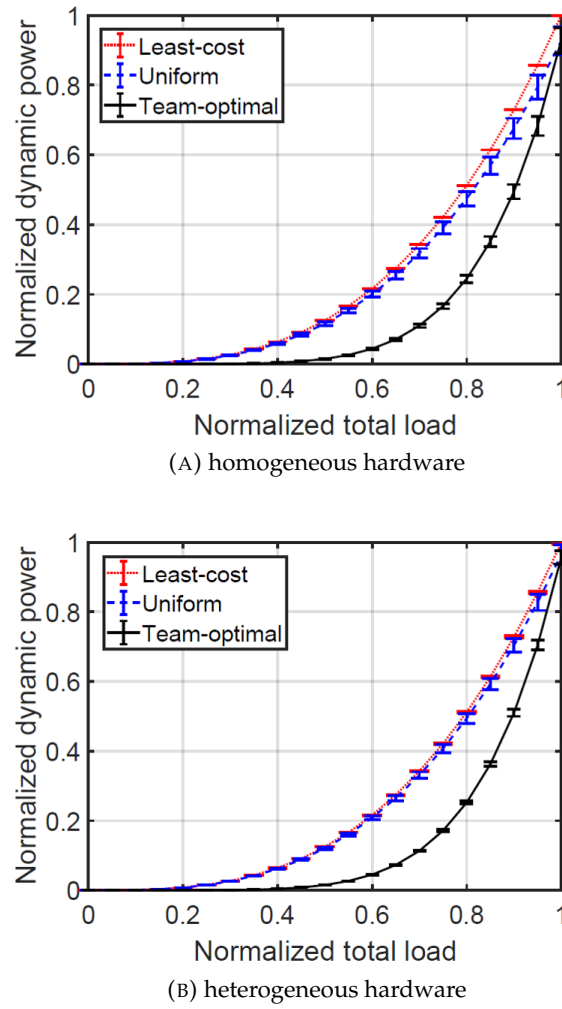 Normalized dynamic power
1
0.8
0.6
0.4
0.2
0
Least-cost
Uniform
Team-optimal
0 0.2 0.4 0.6 0.8 1
Normalized total load
(A) homogeneous hardware
Normalized dynamic power
1
0.8
0.6
0.4
0.2
0
Least-cost
Uniform
Team-optimal
0 0.2 0.4 0.6 0.8 1
Normalized total load
(B) heterogeneous hardware